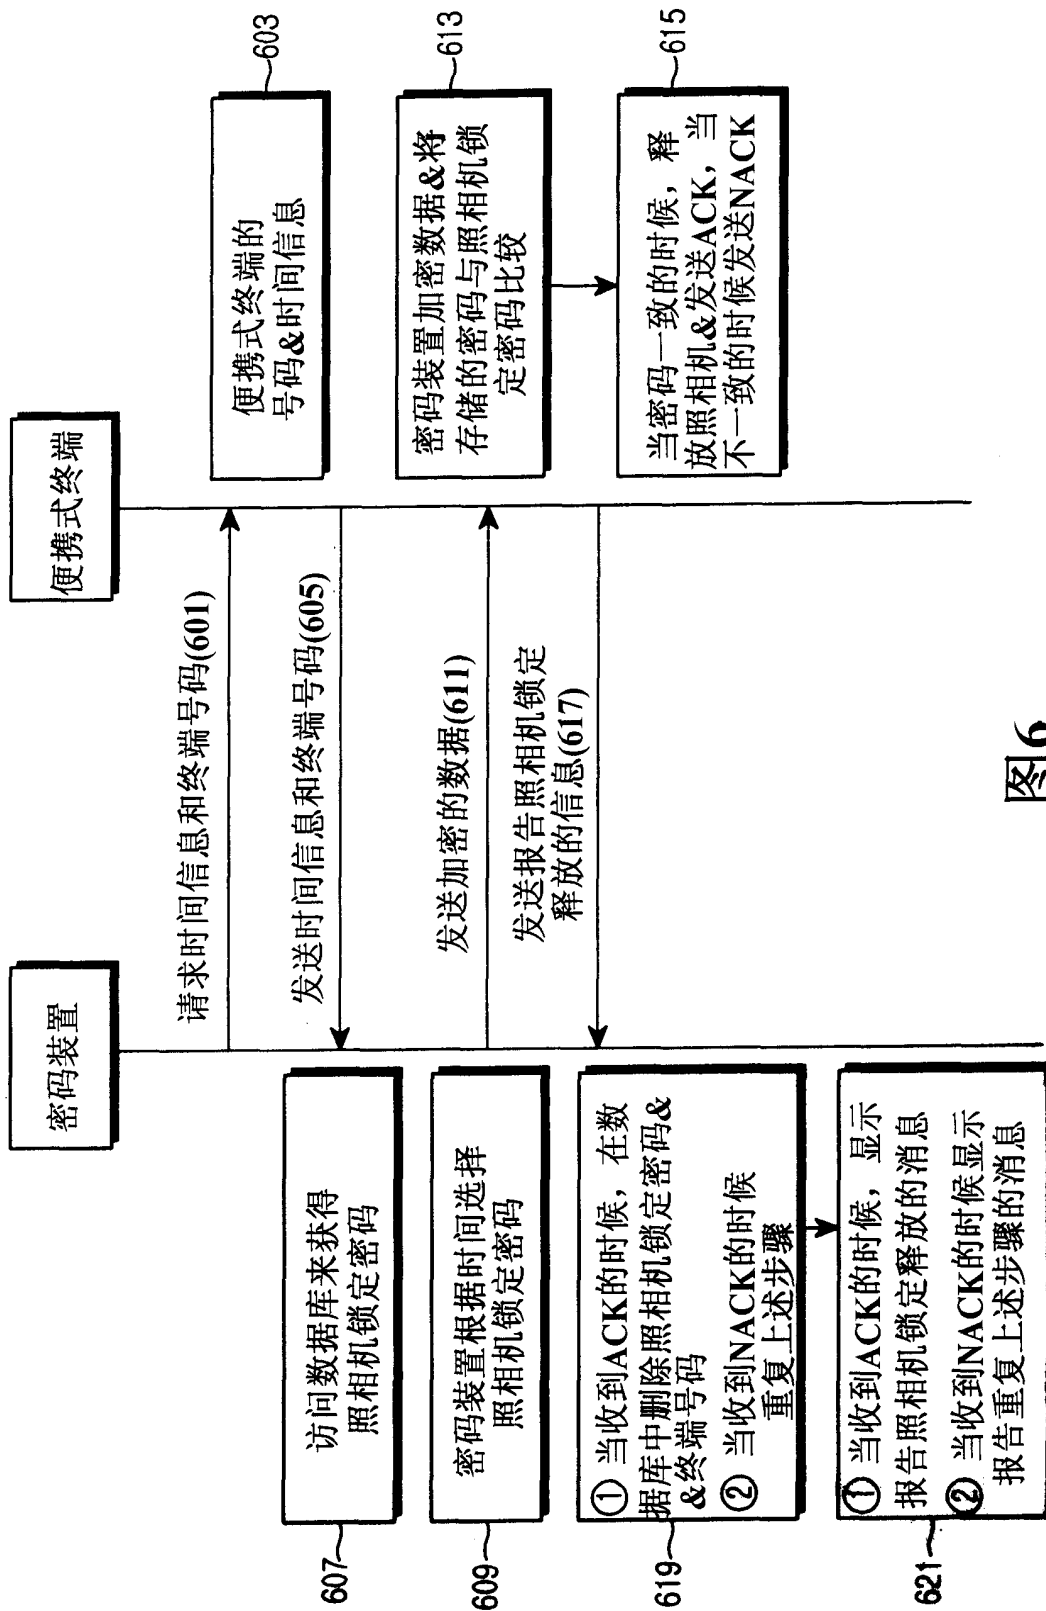 密码装置
便携式终端
请求时间信息和终端号码(601)
便携式终端的
号码&时间信息
603
发送时间信息和终端号码(605)
访问数据库来获得
照相机锁定密码
607
密码装置根据时间选择
照相机锁定密码
609
发送加密的数据(611)
密码装置加密数据&将
存储的密码与照相机锁
定密码比较
613
当密码一致的时候，释
放照相机&发送ACK，当
不一致的时候发送NACK
615
发送报告照相机锁定
释放的信息(617)
① 当收到ACK的时候，在数
据库中删除照相机锁定密码&
&终端号码
② 当收到NACK的时候
重复上述步骤
619
① 当收到ACK的时候，显示
报告照相机锁定释放的消息
② 当收到NACK的时候显示
报告重复上述步骤的消息
621
图6